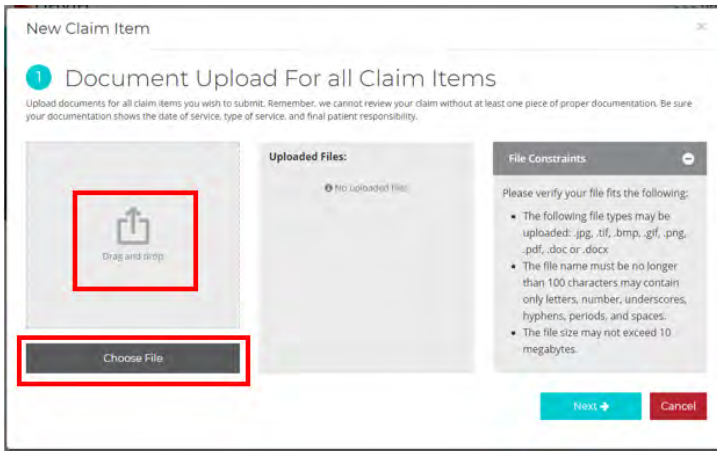 New Claim Item
×
1 Document Upload For all Claim Items
Upload documents for all claim items you wish to submit. Remember, we cannot review your claim without at least one piece of proper documentation. Be sure
your documentation shows the date of service, type of service, and final patient responsibility.
Drag and drop
Choose File
Uploaded Files:
No uploaded files
File Constraints
Please verify your file fits the following:
• The following file types may be
uploaded: .jpg, .tif, .bmp, .gif, .png,
.pdf, .doc or .docx
• The file name must be no longer
than 100 characters may contain
only letters, number, underscores,
hyphens, periods, and spaces.
• The file size may not exceed 10
megabytes.
Next
Cancel